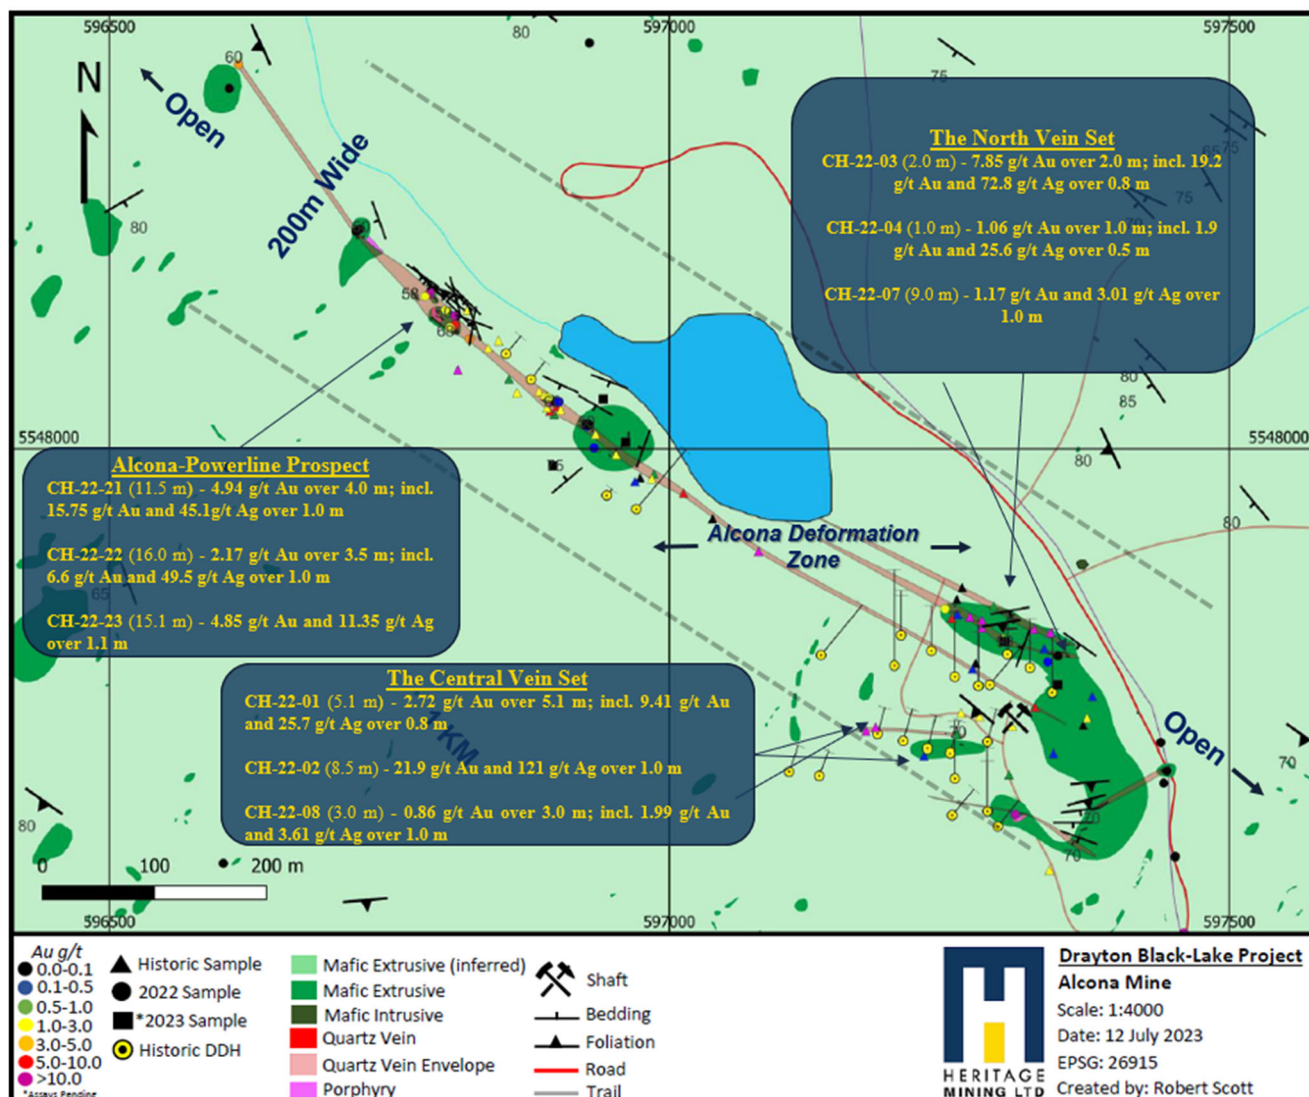 596500
597000
597500
N
60
80
75
Open
200m Wide
80
The North Vein Set
CH-22-03 (2.0 m) - 7.85 g/t Au over 2.0 m; incl. 19.2
g/t Au and 72.8 g/t Ag over 0.8 m
CH-22-04 (1.0 m) - 1.06 g/t Au over 1.0 m; incl. 1.9
g/t Au and 25.6 g/t Ag over 0.5 m
CH-22-07 (9.0 m) - 1.17 g/t Au and 3.01 g/t Ag over
1.0 m
75
75
58
80
85
5548000
5548000
80
80
Alcona-Powerline Prospect
CH-22-21 (11.5 m) - 4.94 g/t Au over 4.0 m; incl.
15.75 g/t Au and 45.1g/t Ag over 1.0 m
CH-22-22 (16.0 m) - 2.17 g/t Au over 3.5 m; incl.
6.6 g/t Au and 49.5 g/t Ag over 1.0 m
CH-22-23 (15.1 m) - 4.85 g/t Au and 11.35 g/t Ag
over 1.1 m
65
Alcona Deformation
Zone
The Central Vein Set
CH-22-01 (5.1 m) - 2.72 g/t Au over 5.1 m; incl. 9.41 g/t Au
and 25.7 g/t Ag over 0.8 m
CH-22-02 (8.5 m) - 21.9 g/t Au and 121 g/t Ag over 1.0 m
CH-22-08 (3.0 m) - 0.86 g/t Au over 3.0 m; incl. 1.99 g/t Au
and 3.61 g/t Ag over 1.0 m
KM
70
Open
70
80
70
70
0
100
200 m
596500
597000
597500
Au g/t
0.0-0.1
0.1-0.5
0.5-1.0
1.0-3.0
3.0-5.0
5.0-10.0
>10.0
*Assays Pending
Historic Sample
2022 Sample
*2023 Sample
Historic DDH
Mafic Extrusive (inferred)
Mafic Extrusive
Mafic Intrusive
Quartz Vein
Quartz Vein Envelope
Porphyry
Shaft
Bedding
Foliation
Road
Trail
HERITAGE
MINING LTD
Drayton Black-Lake Project
Alcona Mine
Scale: 1:4000
Date: 12 July 2023
EPSG: 26915
Created by: Robert Scott